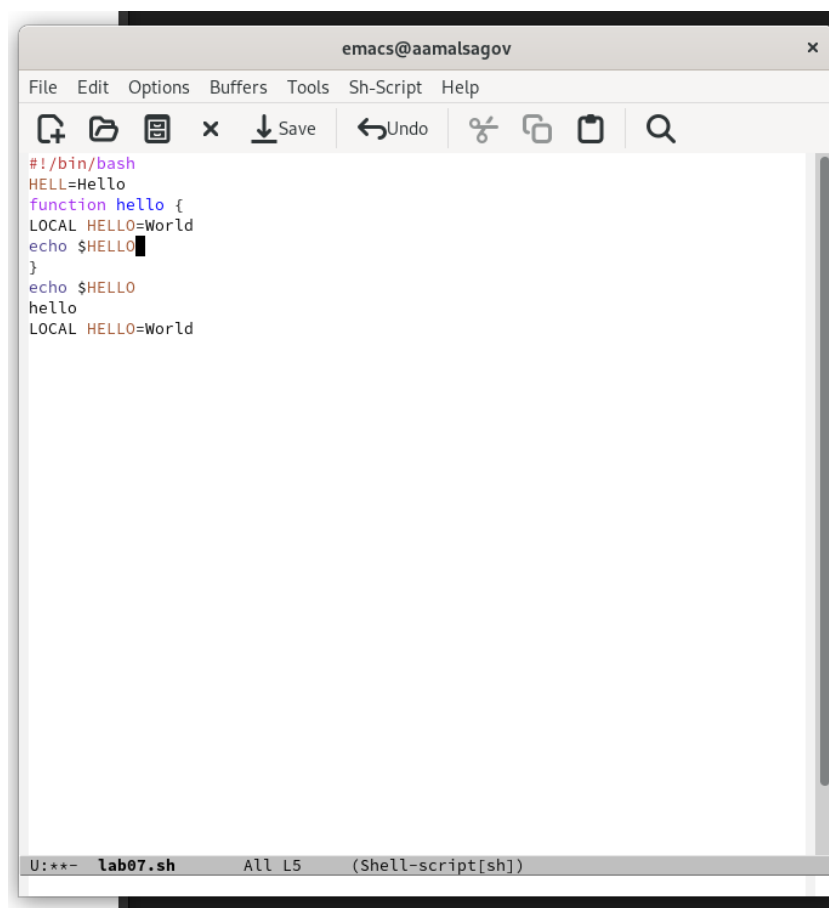 emacs@aamalsagov ×
File Edit Options Buffers Tools Sh-Script Help
Save Undo
#!/bin/bash
HELL=Hello
function hello {
LOCAL HELLO=World
echo $HELLO
}
echo $HELLO
hello
LOCAL HELLO=World
U:**- lab07.sh All L5 (Shell-script[sh])